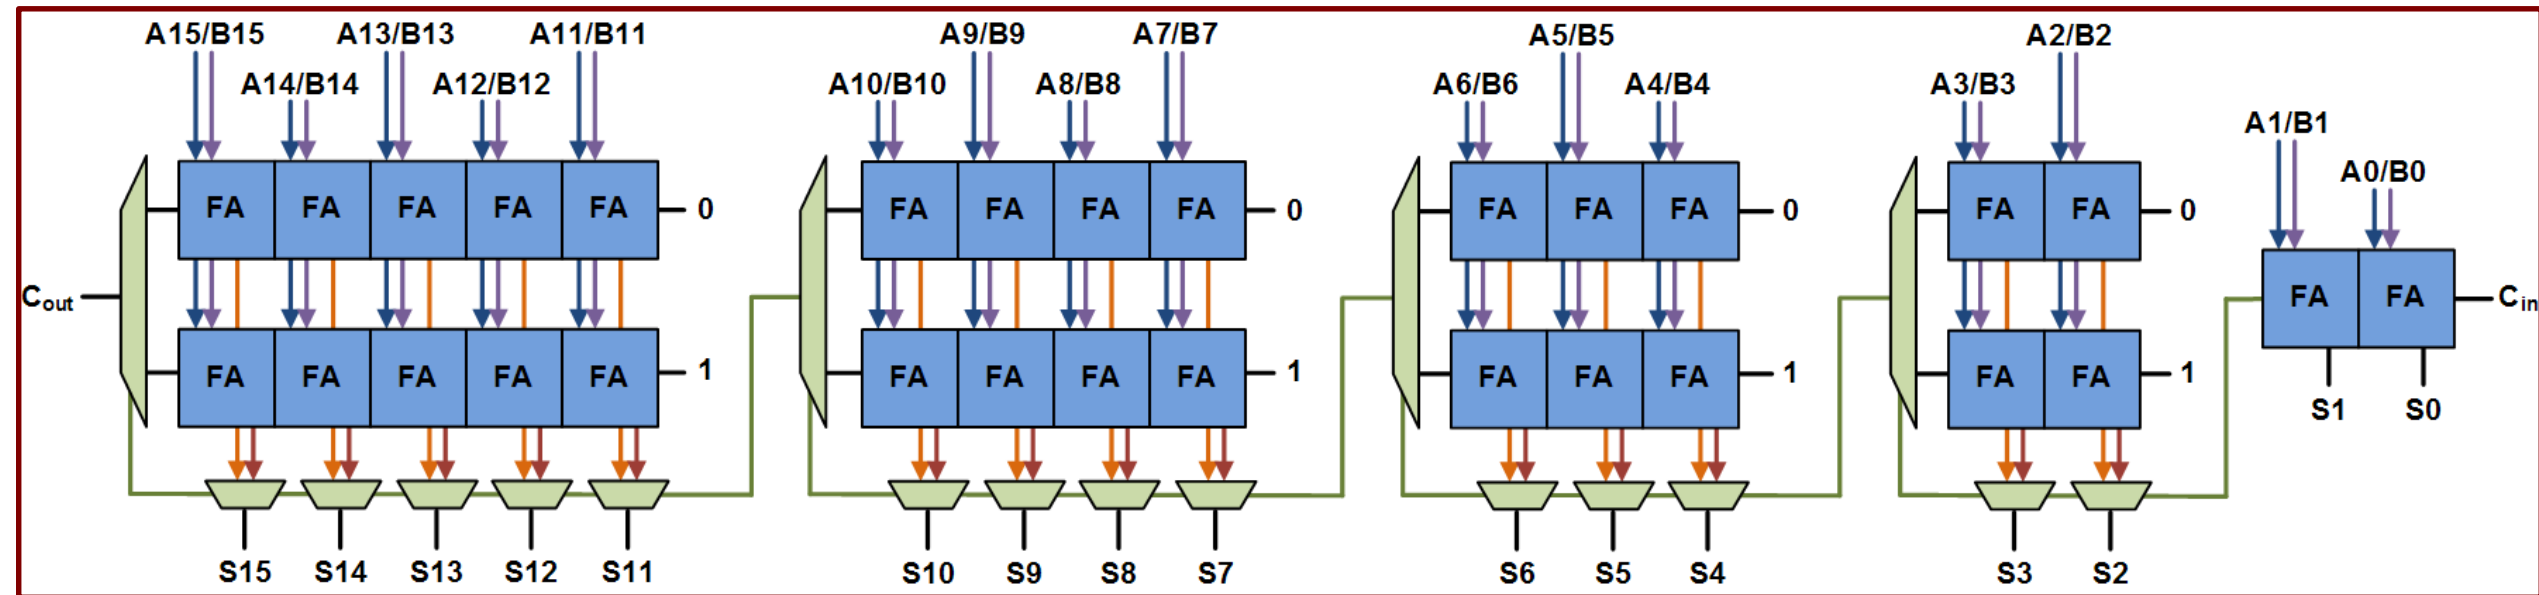 A15/B15 A13/B13 A11/B11 A9/B9 A7/B7 A5/B5 A2/B2
A14/B14 A12/B12 A10/B10 A8/B8 A6/B6 A4/B4 A3/B3
A1/B1
A0/B0
FA FA FA FA FA 0 FA FA FA FA 0 FA FA FA 0 FA FA 0
Cout FA FA Cin
FA FA FA FA FA 1 FA FA FA FA 1 FA FA FA 1 FA FA 1
S1 S0
S15 S14 S13 S12 S11 S10 S9 S8 S7 S6 S5 S4 S3 S2